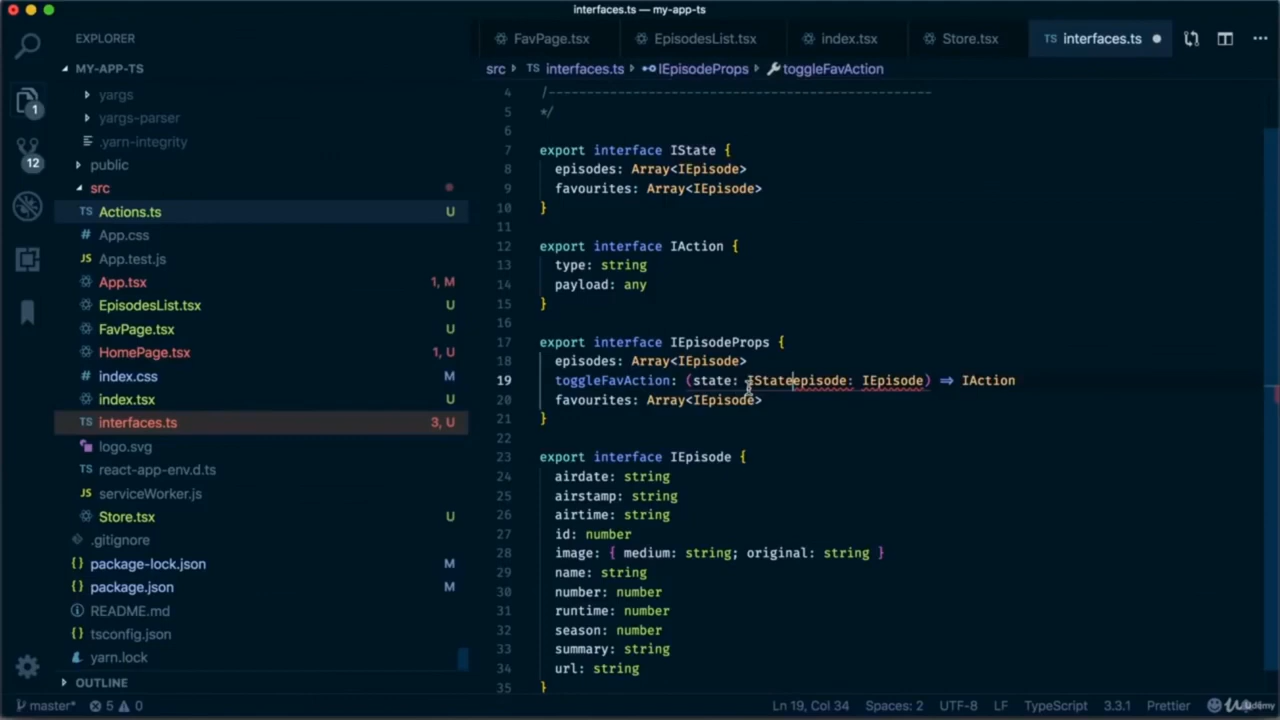 interfaces.ts — my-app-ts
EXPLORER
FavPage.tsx
EpisodesList.tsx
index.tsx
Store.tsx
TS interfaces.ts
MY-APP-TS
src
TS interfaces.ts
IEpisodeProps
toggleFavAction
yargs
yargs-parser
.yarn-integrity
public
src
TS Actions.ts U
# App.css
JS App.test.js
App.tsx 1, M
EpisodesList.tsx U
FavPage.tsx U
HomePage.tsx 1, U
# index.css M
index.tsx U
TS interfaces.ts 3, U
logo.svg
TS react-app-env.d.ts
JS serviceWorker.js
Store.tsx U
.gitignore
{} package-lock.json M
{} package.json M
README.md
{} tsconfig.json
yarn.lock
OUTLINE
1
12
4 /--------------------------------------------------
5 */
6
7 export interface IState {
8 episodes: Array<IEpisode>
9 favourites: Array<IEpisode>
10 }
11
12 export interface IAction {
13 type: string
14 payload: any
15 }
16
17 export interface IEpisodeProps {
18 episodes: Array<IEpisode>
19 toggleFavAction: (state: IStateepisode: IEpisode) => IAction
20 favourites: Array<IEpisode>
21 }
22
23 export interface IEpisode {
24 airdate: string
25 airstamp: string
26 airtime: string
27 id: number
28 image: { medium: string; original: string }
29 name: string
30 number: number
31 runtime: number
32 season: number
33 summary: string
34 url: string
35 }
master* 5 0
Ln 19, Col 34 Spaces: 2 UTF-8 LF TypeScript 3.3.1 Prettier
Udemy